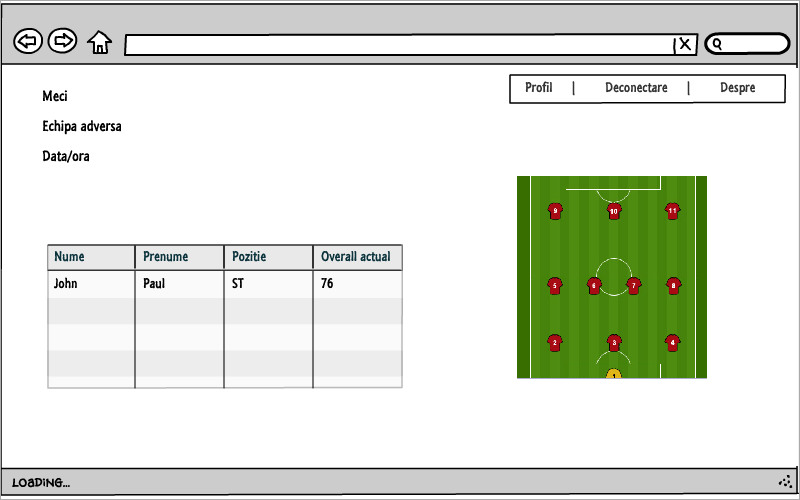 X
Profil | Deconectare | Despre
Meci
Echipa adversa
Data/ora
Nume Prenume Pozitie Overall actual
John Paul ST 76
9 10 11
5 6 7 8
2 3 4
1
LOADING...